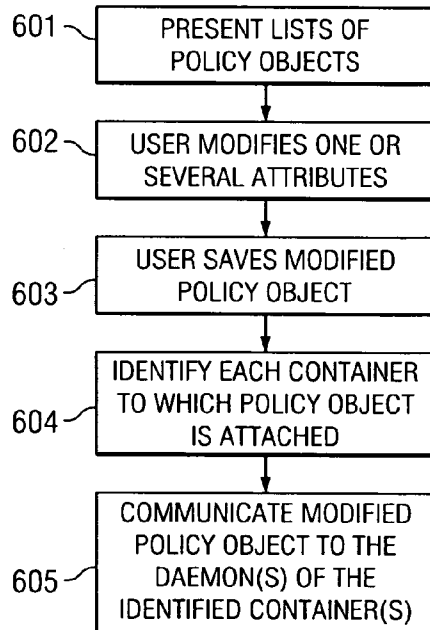 601
PRESENT LISTS OF
POLICY OBJECTS
602
USER MODIFIES ONE OR
SEVERAL ATTRIBUTES
603
USER SAVES MODIFIED
POLICY OBJECT
604
IDENTIFY EACH CONTAINER
TO WHICH POLICY OBJECT
IS ATTACHED
605
COMMUNICATE MODIFIED
POLICY OBJECT TO THE
DAEMON(S) OF THE
IDENTIFIED CONTAINER(S)